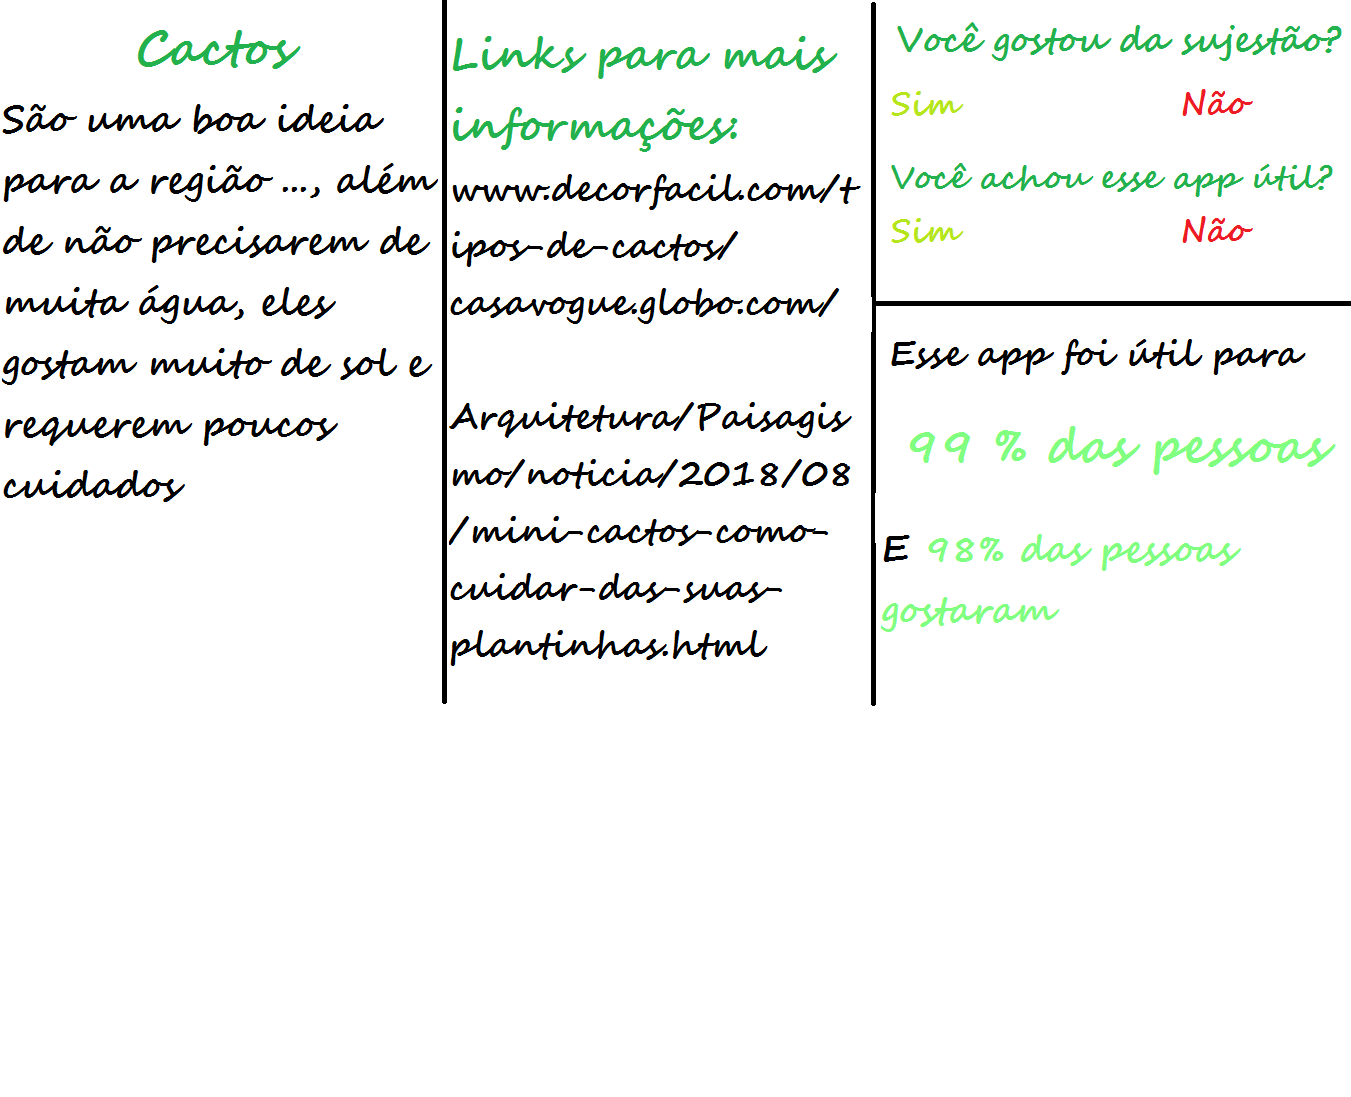 Cactos
São uma boa ideia
para a região ..., além
de não precisarem de
muita água, eles
gostam muito de sol e
requerem poucos
cuidados
Links para mais
informações:
www.decorfacil.com/t
ipos-de-cactos/
casavogue.globo.com/
Arquitetura/Paisagis
mo/noticia/2018/08
/mini-cactos-como-
cuidar-das-suas-
plantinhas.html
Você gostou da sujestão?
Sim Não
Você achou esse app útil?
Sim Não
Esse app foi útil para
99 % das pessoas
E 98% das pessoas
gostaram